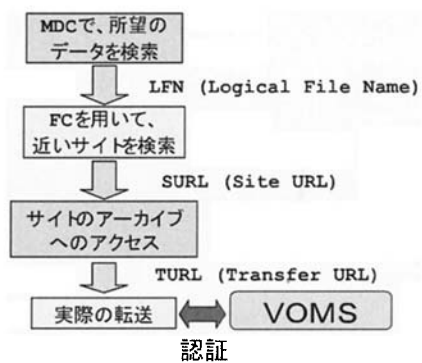 MDCで、所望の
データを検索
LFN (Logical File Name)
FCを用いて、
近いサイトを検索
SURL (Site URL)
サイトのアーカイブ
へのアクセス
TURL (Transfer URL)
実際の転送
VOMS
認証